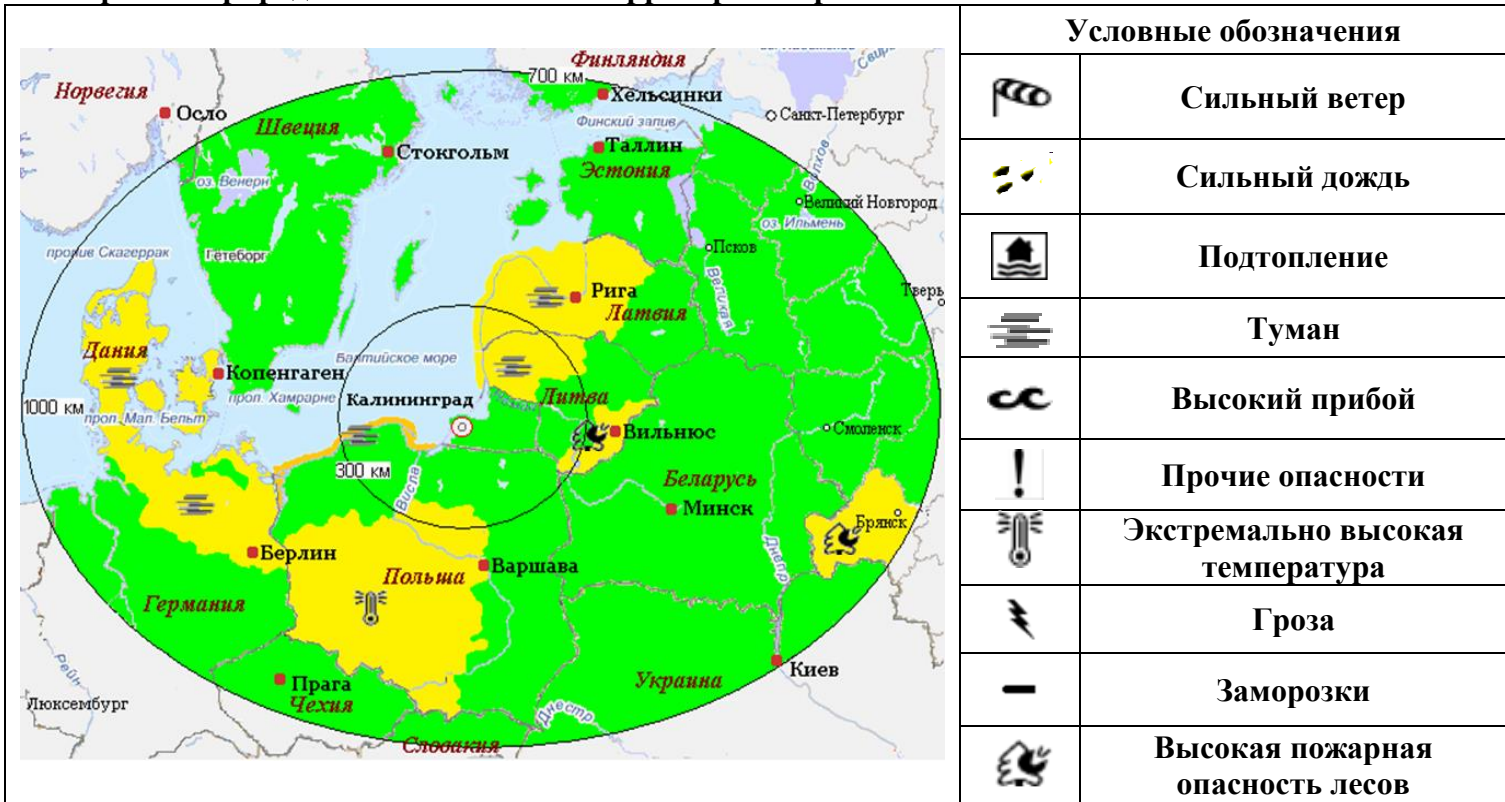 Условные обозначения
Сильный ветер
Сильный дождь
Подтопление
Туман
Высокий прибой
Прочие опасности
Экстремально высокая
температура
Гроза
Заморозки
Высокая пожарная
опасность лесов
Финляндия
700 км
Норвегия
Хельсинки
Осло
Санкт-Петербург
Швеция
Финский залив
Волхов
Таллин
Стокгольм
Эстония
оз. Венерн
Великий Новгород
оз. Ильмень
пролив Скагеррак
Гетеборг
Псков
Великая
Тверь
Рига
Латвия
Дания
Балтийское море
Копенгаген
Литва
Калининград
1000 км
прол. Хамрарне
прол. Мал. Бельт
Вильнюс
Смоленск
300 км
Висла
Беларусь
Минск
Брянск
Берлин
Днепр
Варшава
Польша
Германия
Рейн
Киев
Украина
Прага
Чехия
Люксембург
Днестр
Словакия